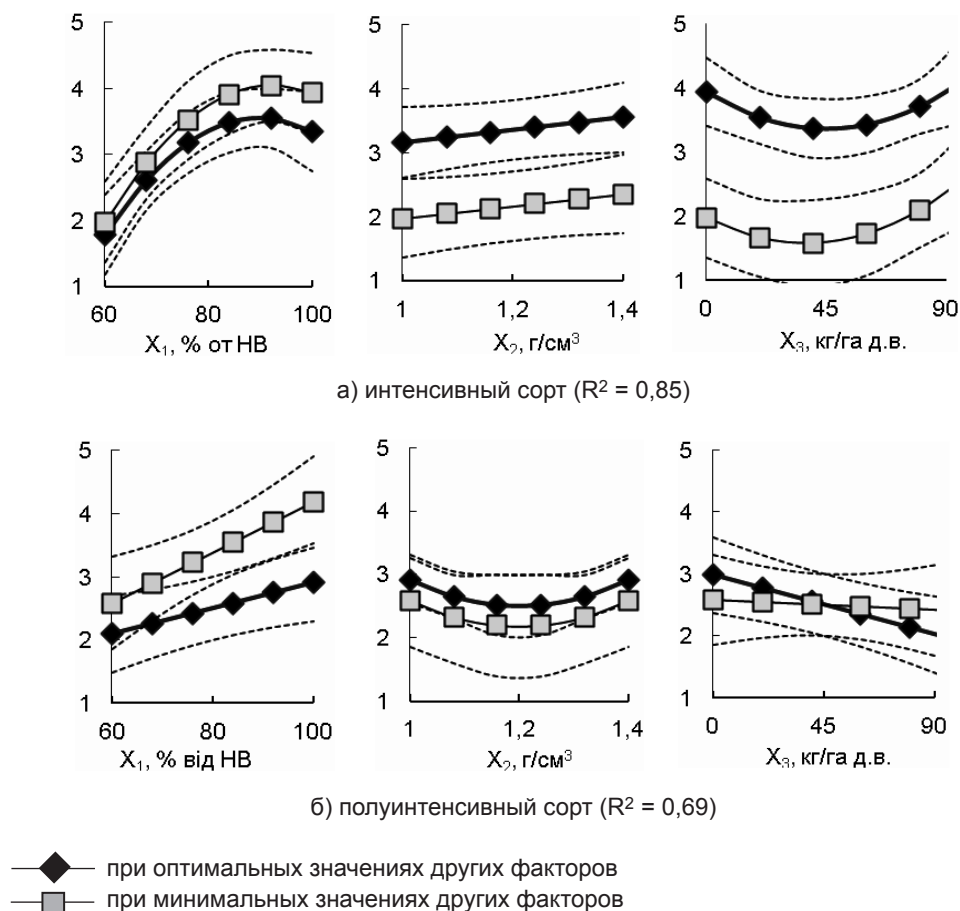 5 5 5
4 4 4
3 3 3
2 2 2
1 1 1
60 80 100 1 1,2 1,4 0 45 90
X₁, % от НВ X₂, г/см³ X₃, кг/га д.в.
а) интенсивный сорт (R² = 0,85)
5 5 5
4 4 4
3 3 3
2 2 2
1 1 1
60 80 100 1 1,2 1,4 0 45 90
X₁, % від НВ X₂, г/см³ X₃, кг/га д.в.
б) полуинтенсивный сорт (R² = 0,69)
при оптимальных значениях других факторов
при минимальных значениях других факторов